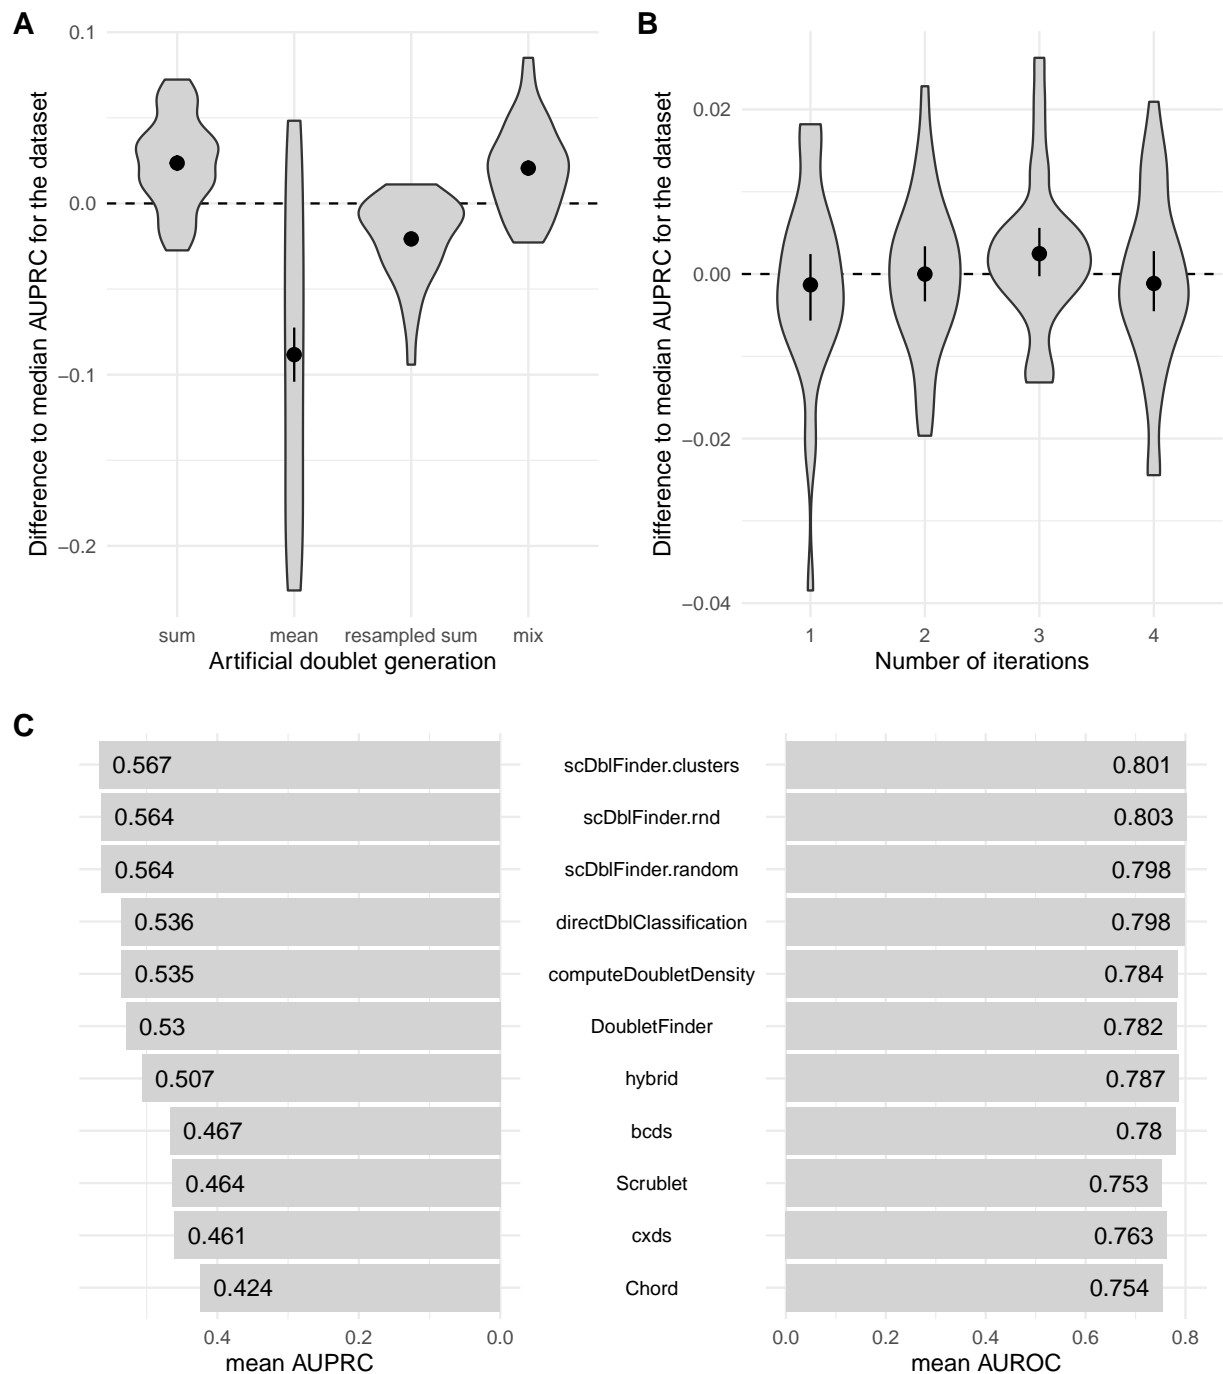 A
Difference to median AUPRC for the dataset
0.1
0.0
−0.1
−0.2
sum mean resampled sum mix
Artificial doublet generation
B
Difference to median AUPRC for the dataset
0.02
0.00
−0.02
−0.04
1 2 3 4
Number of iterations
C
0.567 scDblFinder.clusters 0.801
0.564 scDblFinder.rnd 0.803
0.564 scDblFinder.random 0.798
0.536 directDblClassification 0.798
0.535 computeDoubletDensity 0.784
0.53 DoubletFinder 0.782
0.507 hybrid 0.787
0.467 bcds 0.78
0.464 Scrublet 0.753
0.461 cxds 0.763
0.424 Chord 0.754
0.4 0.2 0.0 0.0 0.2 0.4 0.6 0.8
mean AUPRC mean AUROC